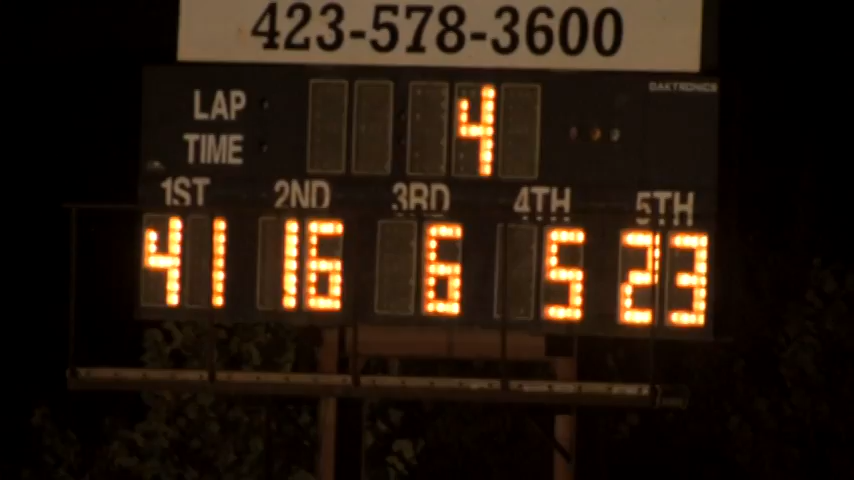 423-578-3600
DAKTRONICS
LAP
TIME
4
1ST 2ND 3RD 4TH 5TH
41 16 6 5 23